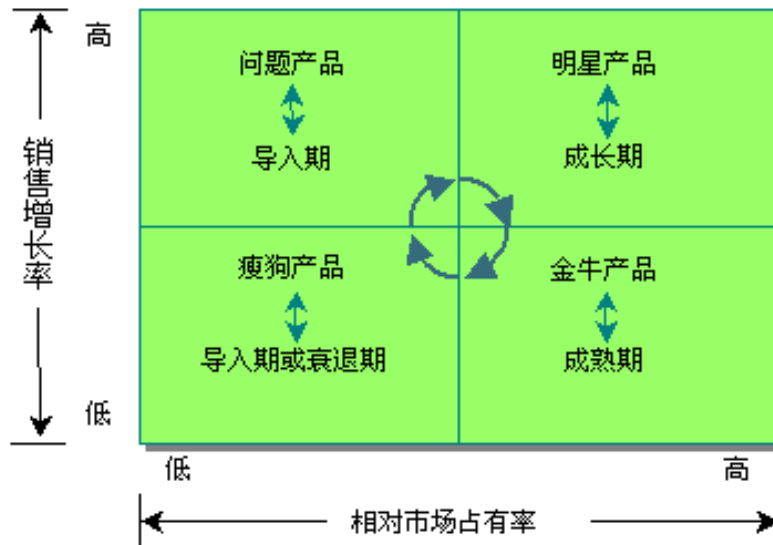 高
问题产品
明星产品
导入期
成长期
销售增长率
瘦狗产品
金牛产品
导入期或衰退期
成熟期
低
低
高
相对市场占有率